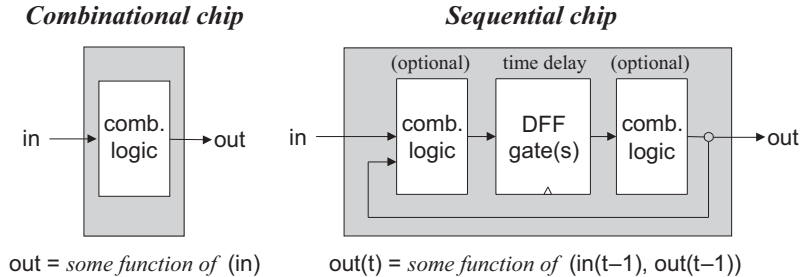 Combinational chip
Sequential chip
(optional) time delay (optional)
in
comb.
logic
out
in
comb.
logic
DFF
gate(s)
comb.
logic
out
out = some function of (in)
out(t) = some function of (in(t–1), out(t–1))